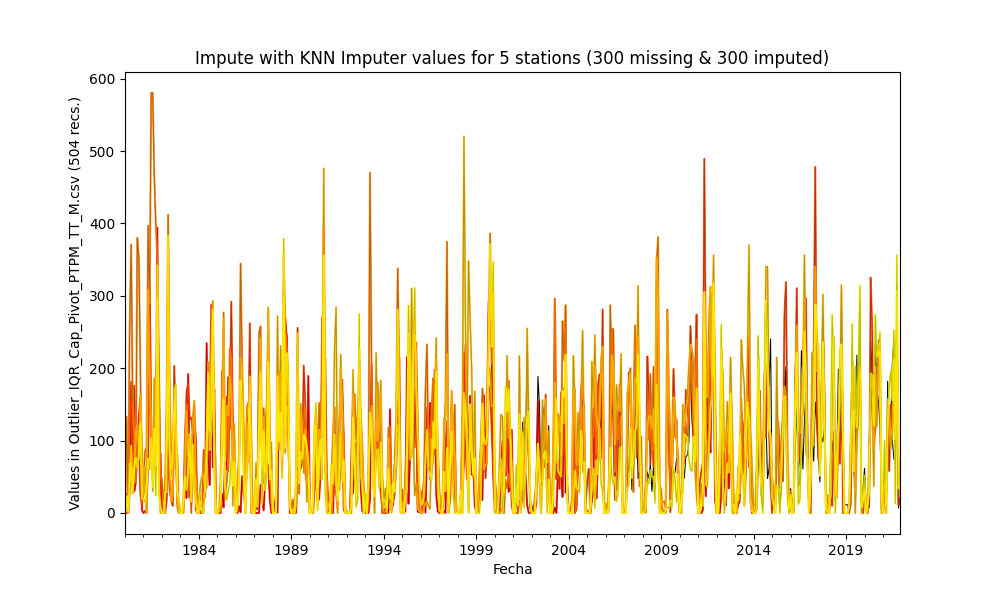 Impute with KNN Imputer values for 5 stations (300 missing & 300 imputed)
Values in Outlier_IQR_Cap_Pivot_PTPM_TT_M.csv (504 recs.)
600
500
400
300
200
100
0
1984 1989 1994 1999 2004 2009 2014 2019
Fecha